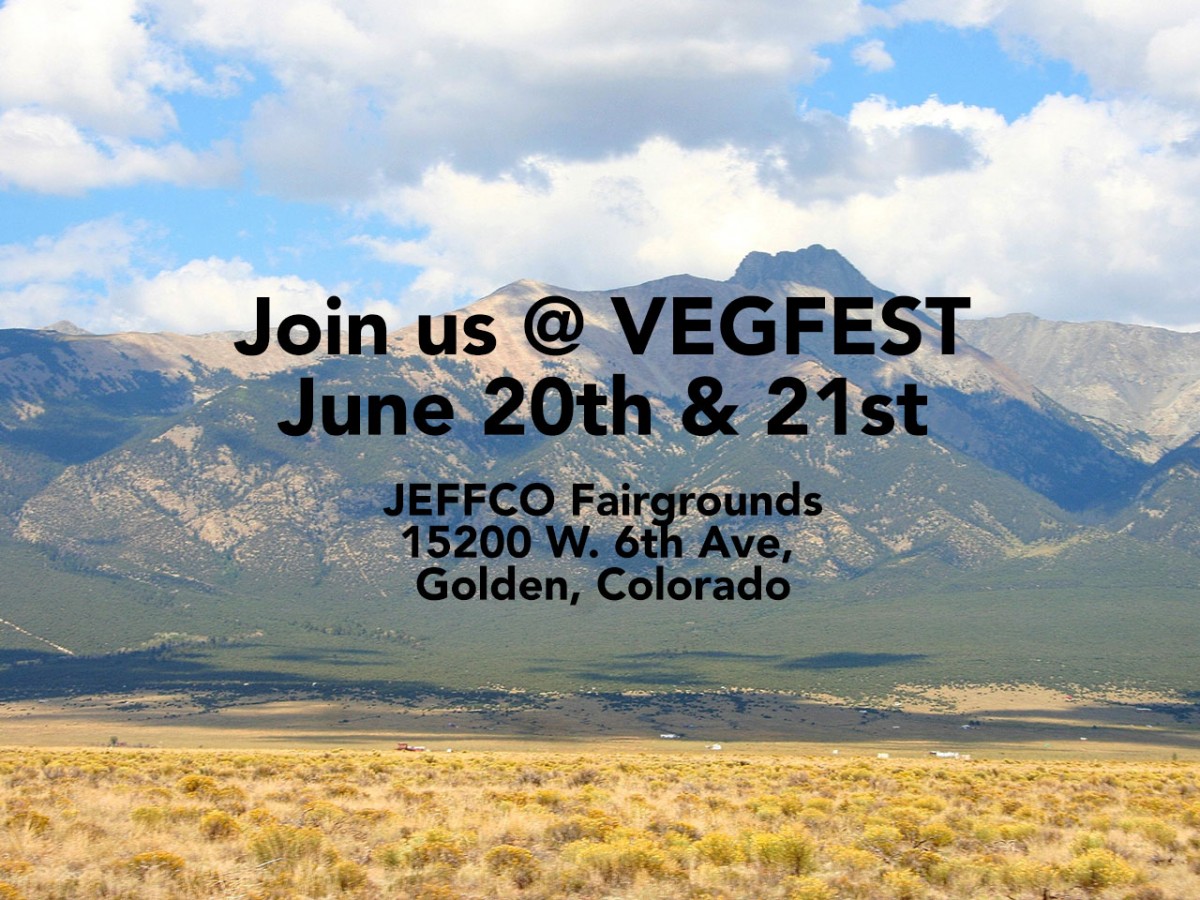 Join us @ VEGFEST
June 20th & 21st
JEFFCO Fairgrounds
15200 W. 6th Ave,
Golden, Colorado